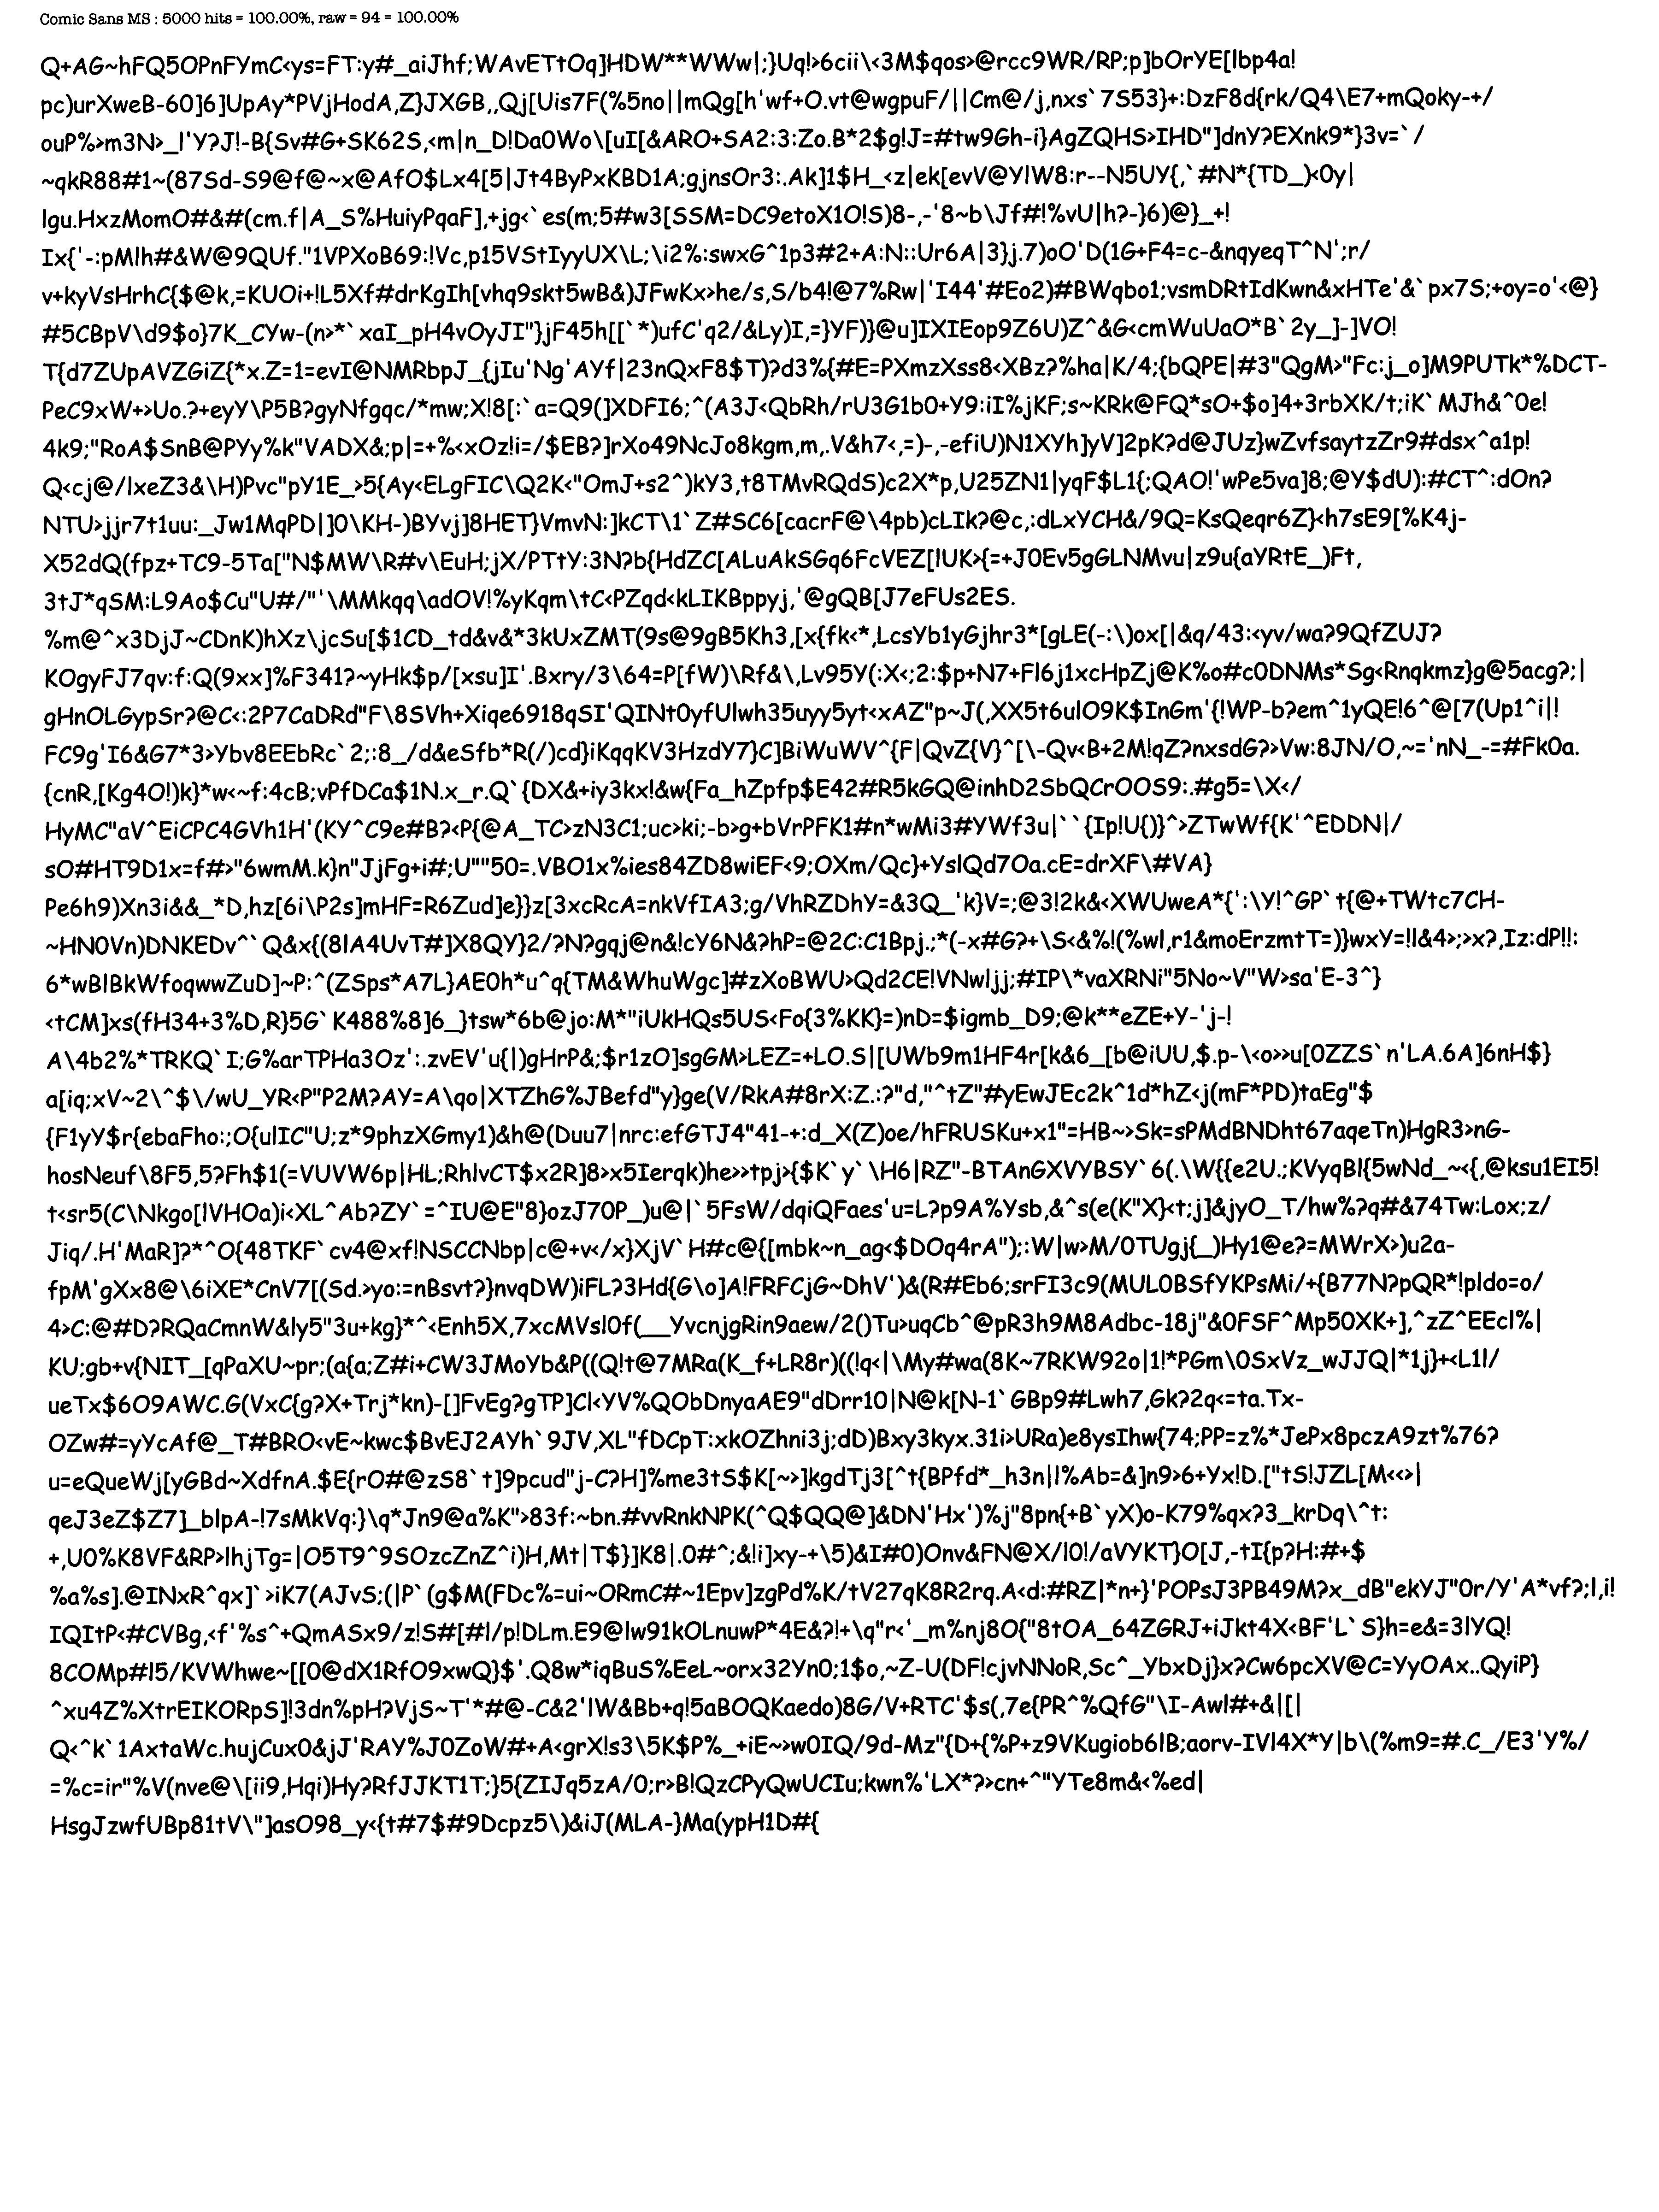 Comic Sans MS : 5000 hits = 100.00%, raw = 94 = 100.00%
Q+AG~hFQ5OPnFYmC<ys=FT:y#_aiJhf;WAvETtOq]HDW**WWw|;}Uq!>6cii\<3M$qos>@rcc9WR/RP;p]bOrYE[lbp4a!
pc)urXweB-60]6]UpAy*PVjHodA,Z}JXGB,,Qj[Uis7F(%5no||mQg[h'wf+O.vt@wgpuF/||Cm@/j,nxs`7S53}+:DzF8d{rk/Q4\E7+mQoky-+/
ouP%>m3N>_l'Y?J!-B{Sv#G+SK62S,<m|n_D!Da0Wo\[uI[&ARO+SA2:3:Zo.B*2$g!J=#tw9Gh-i}AgZQHS>IHD"]dnY?EXnk9*}3v=`/
~qkR88#1~(87Sd-S9@f@~x@AfO$Lx4[5|Jt4ByPxKBD1A;gjnsOr3:.Ak]1$H_<z|ek[evV@YlW8:r--N5UY{,`#N*{TD_}<0y|
lgu.HxzMomO#&#(cm.f|A_S%HuiyPqaF],+jg<`es(m;5#w3[SSM=DC9etoX1O!S)8-,-'8~b\Jf#!%vU|h?-}6)@}_+!
Ix{'-:pMlh#&W@9QUf."1VPXoB69:!Vc,p15VStIyyUX\L;\i2%:swxG^1p3#2+A:N::Ur6A|3}j.7)oO'D(1G+F4=c-&nqyeqT^N';r/
v+kyVsHrhC{$@k,=KUOi+!L5Xf#drKgIh[vhq9skt5wB&)JFwKx>he/s,S/b4!@7%Rw|'I44'#Eo2)#BWqbo1;vsmDRtIdKwn&xHTe'&`px7S;+oy=o'<@}
#5CBpV\d9$o}7K_CYw-(n>*`xaI_pH4vOyJI"}jF45h[[`*)ufC'q2/&Ly)I,=}YF)}@u]IXIEop9Z6U)Z^&G<cmWuUaO*B`2y_]-]VO!
T{d7ZUpAVZGiZ{*x.Z=1=evI@NMRbpJ_{jIu'Ng'AYf|23nQxF8$T)?d3%{#E=PXmzXss8<XBz?%ha|K/4;{bQPE|#3"QgM>"Fc:j_o]M9PUTk*%DCT-
PeC9xW+>Uo.?+eyY\P5B?gyNfgqc/*mw;X!8[:`a=Q9(]XDFI6;^(A3J<QbRh/rU3G1b0+Y9:iI%jKF;s~KRk@FQ*sO+$o]4+3rbXK/t;iK`MJh&^0e!
4k9;"RoA$SnB@PYy%k"VADX&;p|=+%<xOz!i=/$EB?]rXo49NcJo8kgm,m,.V&h7<,=)-,-efiU)N1XYh]yV]2pK?d@JUz}wZvfsaytzZr9#dsx^a1p!
Q<cj@/lxeZ3&\H)Pvc"pY1E_>5{Ay<ELgFIC\Q2K<"OmJ+s2^)kY3,t8TMvRQdS)c2X*p,U25ZN1|yqF$L1{;QAO!'wPe5va]8;@Y$dU):#CT^:dOn?
NTU>jjr7t1uu:_Jw1MqPD|]0\KH-)BYvj]8HET}VmvN:]kCT\1`Z#SC6[cacrF@\4pb)cLIk?@c,:dLxYCH&/9Q=KsQeqr6Z}<h7sE9[%K4j-
X52dQ(fpz+TC9-5Ta["N$MW\R#v\EuH;jX/PTtY:3N?b{HdZC[ALuAkSGq6FcVEZ[lUK>{=+J0Ev5gGLNMvu|z9u{aYRtE_)Ft,
3tJ*qSM:L9Ao$Cu"U#/"'\MMkqq\adOV!%yKqm\tC<PZqd<kLIKBppyj,'@gQB[J7eFUs2ES.
%m@^x3DjJ~CDnK)hXz\jcSu[$1CD_td&v&*3kUxZMT(9s@9gB5Kh3,[x{fk<*,LcsYb1yGjhr3*[gLE(-:\)ox[|&q/43:<yv/wa?9QfZUJ?
KOgyFJ7qv:f:Q(9xx]%F341?~yHk$p/[xsu]I'.Bxry/3\64=P[fW)\Rf&\,Lv95Y(:X<;2:$p+N7+Fl6j1xcHpZj@K%o#c0DNMs*Sg<Rnqkmz}g@5acg?;|
gHnOLGypSr?@C<:2P7CaDRd"F\8SVh+Xiqe6918qSI'QINt0yfUlwh35uyy5yt<xAZ"p~J(,XX5t6ulO9K$InGm'{!WP-b?em^1yQE!6^@[7(Up1^i|!
FC9g'I6&G7*3>Ybv8EEbRc`2;:8_/d&eSfb*R(/)cd}iKqqKV3HzdY7}C]BiWuWV^{F|QvZ{V}^[\-Qv<B+2M!qZ?nxsdG?>Vw:8JN/O,~='nN_-=#Fk0a.
{cnR,[Kg4O!)k}*w<~f:4cB;vPfDCa$1N.x_r.Q`{DX&+iy3kx!&w{Fa_hZpfp$E42#R5kGQ@inhD2SbQCrOOS9:.#g5=\X</
HyMC"aV^EiCPC4GVh1H'(KY^C9e#B?<P{@A_TC>zN3C1;uc>ki;-b>g+bVrPFK1#n*wMi3#YWf3u|``{Ip!U{)}^>ZTwWf{K'^EDDN|/
sO#HT9D1x=f#>"6wmM.k}n"JjFg+i#;U""50=.VBO1x%ies84ZD8wiEF<9;OXm/Qc}+YslQd7Oa.cE=drXF\#VA}
Pe6h9)Xn3i&&_*D,hz[6i\P2s]mHF=R6Zud]e}}z[3xcRcA=nkVfIA3;g/VhRZDhY=&3Q_'k}V=;@3!2k&<XWUweA*{':\Y!^GP`t{@+TWtc7CH-
~HN0Vn)DNKEDv^`Q&x{(8lA4UvT#]X8QY}2/?N?gqj@n&!cY6N&?hP=@2C:C1Bpj.;*(-x#G?+\S<&%!(%wl,r1&moErzmtT=)}wxY=!l&4>;>x?,Iz:dP!!:
6*wBlBkWfoqwwZuD]~P:^(ZSps*A7L}AE0h*u^q{TM&WhuWgc]#zXoBWU>Qd2CE!VNwljj;#IP\*vaXRNi"5No~V"W>sa'E-3^}
<tCM]xs(fH34+3%D,R}5G`K488%8]6_}tsw*6b@jo:M*"iUkHQs5US<Fo{3%KK}=)nD=$igmb_D9;@k**eZE+Y-'j-!
A\4b2%*TRKQ`I;G%arTPHa3Oz':.zvEV'u{|)gHrP&;$r1zO]sgGM>LEZ=+LO.S|[UWb9m1HF4r[k&6_[b@iUU,$.p-\<o>>u[0ZZS`n'LA.6A]6nH$}
a[iq;xV~2\^$\/wU_YR<P"P2M?AY=A\qo|XTZhG%JBefd"y}ge(V/RkA#8rX:Z.:?"d,"^tZ"#yEwJEc2k^1d*hZ<j(mF*PD)taEg"$
{F1yY$r{ebaFho:;O{ulIC"U;z*9phzXGmy1)&h@(Duu7|nrc:efGTJ4"41-+:d_X(Z)oe/hFRUSKu+x1"=HB~>Sk=sPMdBNDht67aqeTn)HgR3>nG-
hosNeuf\8F5,5?Fh$1(=VUVW6p|HL;RhlvCT$x2R]8>x5Ierqk)he>>tpj>{$K`y`\H6|RZ"-BTAnGXVYBSY`6(.\W{{e2U.;KVyqBl{5wNd_~<{,@ksu1EI5!
t<sr5(C\Nkgo[lVHOa)i<XL^Ab?ZY`=^IU@E"8}ozJ70P_)u@|`5FsW/dqiQFaes'u=L?p9A%Ysb,&^s(e(K"X}<t;j]&jyO_T/hw%?q#&74Tw:Lox;z/
Jiq/.H'MaR]?*^O{48TKF`cv4@xf!NSCCNbp|c@+v</x}XjV`H#c@{[mbk~n_ag<$DOq4rA");:W|w>M/0TUgj{_)Hy1@e?=MWrX>)u2a-
fpM'gXx8@\6iXE*CnV7[(Sd.>yo:=nBsvt?}nvqDW)iFL?3Hd{G\o]A!FRFCjG~DhV')&(R#Eb6;srFI3c9(MUL0BSfYKPsMi/+{B77N?pQR*!pldo=o/
4>C:@#D?RQaCmnW&ly5"3u+kg}*^<Enh5X,7xcMVsl0f(__YvcnjgRin9aew/2()Tu>uqCb^@pR3h9M8Adbc-18j"&0FSF^Mp50XK+],^zZ^EEcl%|
KU;gb+v{NIT_[qPaXU~pr;(a{a;Z#i+CW3JMoYb&P((Q!t@7MRa(K_f+LR8r)((!q<|\My#wa(8K~7RKW92o|1!*PGm\0SxVz_wJJQ|*1j}+<L1l/
ueTx$6O9AWC.G(VxC{g?X+Trj*kn)-[]FvEg?gTP]Cl<YV%QObDnyaAE9"dDrr10|N@k[N-1`GBp9#Lwh7,Gk?2q<=ta.Tx-
OZw#=yYcAf@_T#BRO<vE~kwc$BvEJ2AYh`9JV,XL"fDCpT:xkOZhni3j;dD)Bxy3kyx.31i>URa)e8ysIhw{74;PP=z%*JePx8pczA9zt%76?
u=eQueWj[yGBd~XdfnA.$E{rO#@zS8`t]9pcud"j-C?H]%me3tS$K[~>]kgdTj3[^t{BPfd*_h3n|l%Ab=&]n9>6+Yx!D.["tS!JZL[M<<>|
qeJ3eZ$Z7]_blpA-!7sMkVq:}\q*Jn9@a%K">83f:~bn.#vvRnkNPK(^Q$QQ@]&DN'Hx')%j"8pn{+B`yX)o-K79%qx?3_krDq\^t:
+,U0%K8VF&RP>lhjTg=|O5T9^9SOzcZnZ^i)H,Mt|T$}]K8|.0#^;&!i]xy-+\5)&I#0)Onv&FN@X/l0!/aVYKT}O[J,-tI{p?H:#+$
%a%s].@INxR^qx]`>iK7(AJvS;(|P`(g$M(FDc%=ui~ORmC#~1Epv]zgPd%K/tV27qK8R2rq.A<d:#RZ|*n+}'POPsJ3PB49M?x_dB"ekYJ"0r/Y'A*vf?;l,i!
IQItP<#CVBg,<f'%s^+QmASx9/z!S#[#l/p!DLm.E9@lw91kOLnuwP*4E&?!+\q"r<'_m%nj8O{"8tOA_64ZGRJ+iJkt4X<BF'L`S}h=e&=3lYQ!
8COMp#l5/KVWhwe~[[0@dX1RfO9xwQ}$'.Q8w*iqBuS%EeL~orx32Yn0;1$o,~Z-U(DF!cjvNNoR,Sc^_YbxDj}x?Cw6pcXV@C=YyOAx..QyiP}
^xu4Z%XtrEIKORpS]!3dn%pH?VjS~T'*#@-C&2'lW&Bb+q!5aBOQKaedo)8G/V+RTC'$s(,7e{PR^%QfG"\I-Awl#+&|[|
Q<^k`1AxtaWc.hujCux0&jJ'RAY%J0ZoW#+A<grX!s3\5K$P%_+iE~>w0IQ/9d-Mz"{D+{%P+z9VKugiob6lB;aorv-IVl4X*Y|b\(%m9=#.C_/E3'Y%/
=%c=ir"%V(nve@\[ii9,Hqi)Hy?RfJJKT1T;}5{ZIJq5zA/0;r>B!QzCPyQwUCIu;kwn%'LX*?>cn+^"YTe8m&<%ed|
HsgJzwfUBp81tV\"]asO98_y<{t#7$#9Dcpz5\)&iJ(MLA-}Ma(ypH1D#{